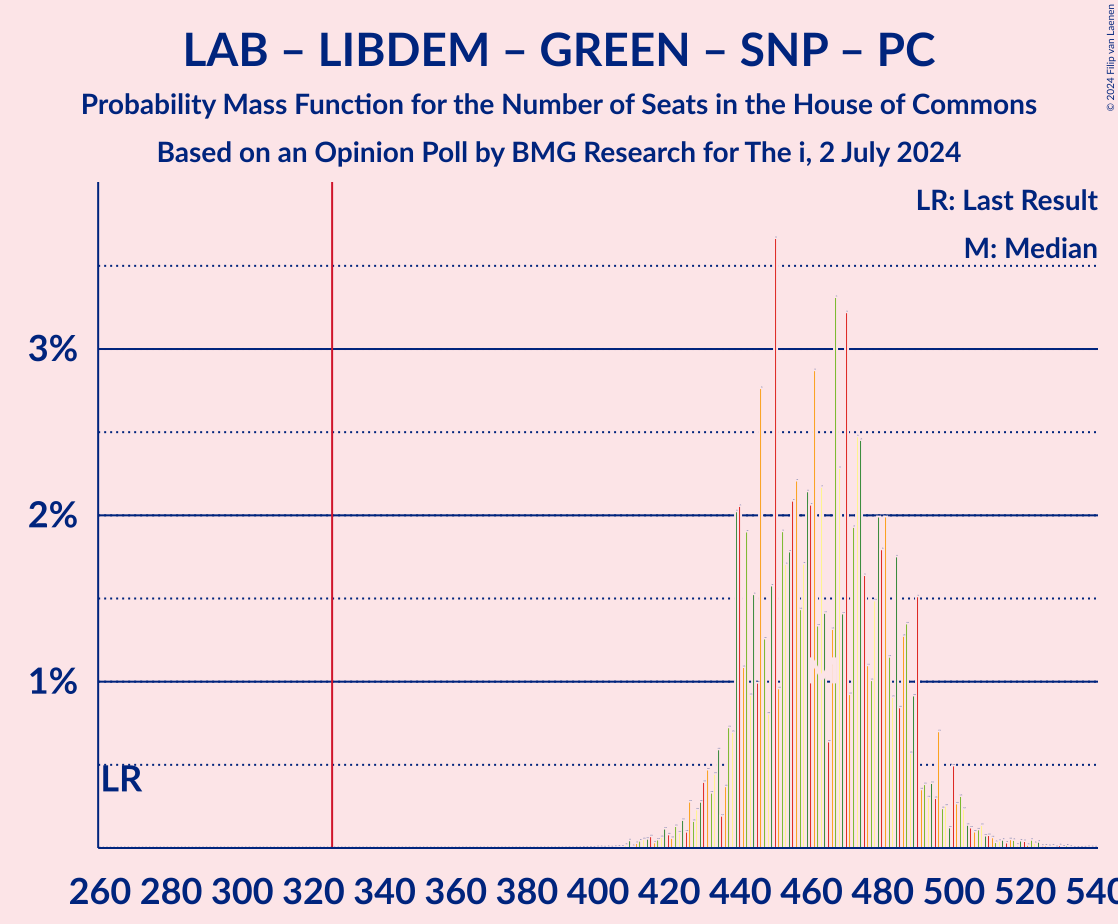 LAB – LIBDEM – GREEN – SNP – PC
Probability Mass Function for the Number of Seats in the House of Commons
Based on an Opinion Poll by BMG Research for The i, 2 July 2024
© 2024 Filip van Laenen
LR: Last Result
M: Median
3%
2%
1%
LR
260 280 300 320 340 360 380 400 420 440 460 480 500 520 540